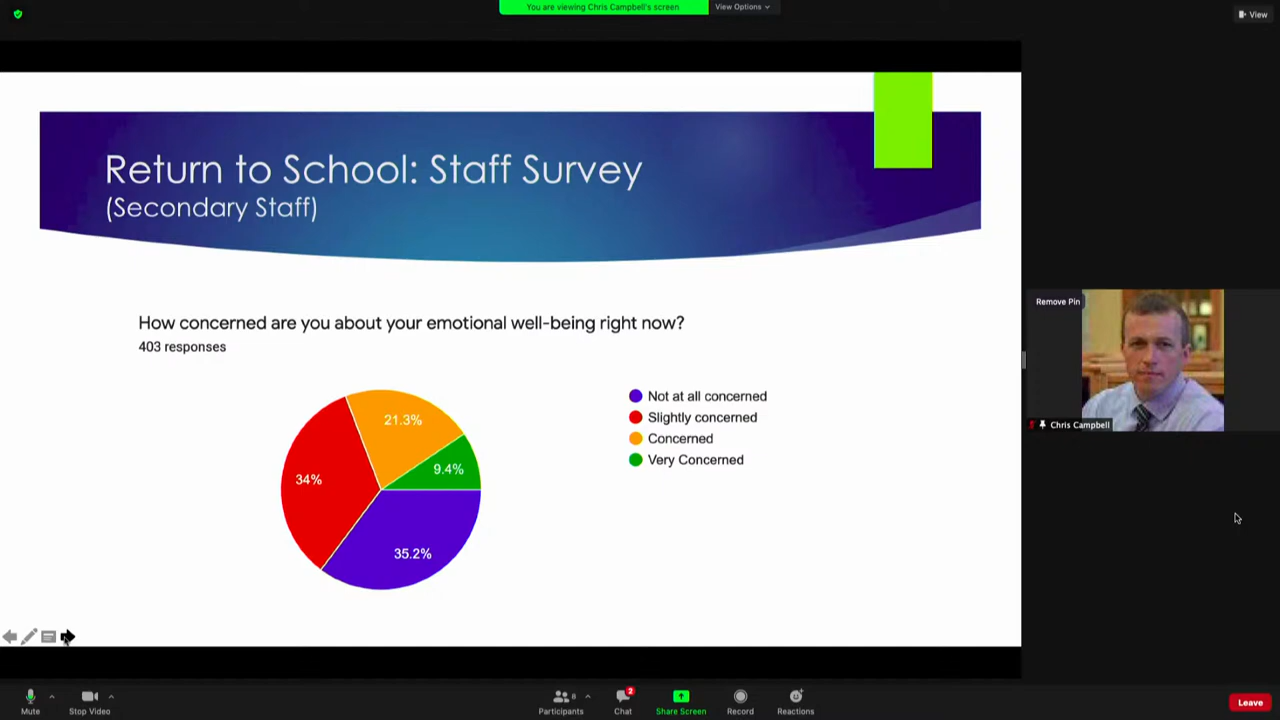 You are viewing Chris Campbell's screen
View Options
View
Return to School: Staff Survey
(Secondary Staff)
How concerned are you about your emotional well-being right now?
403 responses
21.3%
9.4%
34%
35.2%
Not at all concerned
Slightly concerned
Concerned
Very Concerned
Remove Pin
Chris Campbell
Mute
Stop Video
8
Participants
2
Chat
Share Screen
Record
Reactions
Leave